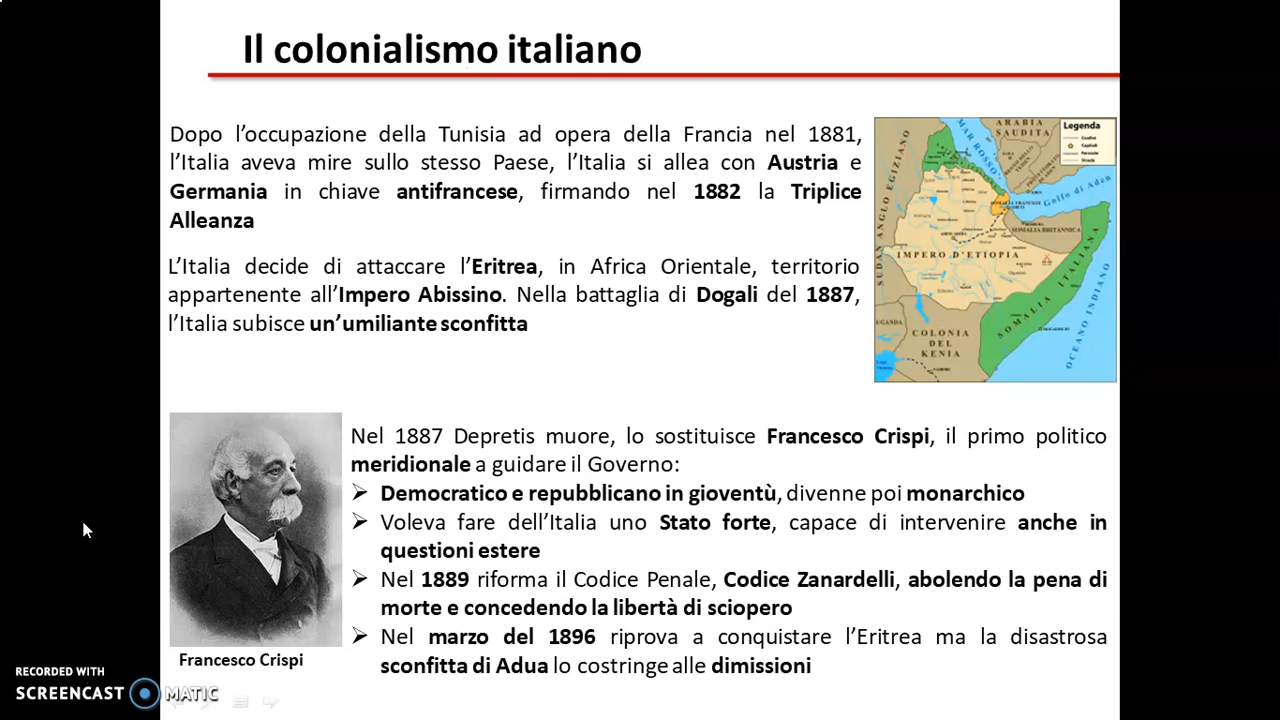 Il colonialismo italiano
Dopo l'occupazione della Tunisia ad opera della Francia nel 1881,
l'Italia aveva mire sullo stesso Paese, l'Italia si allea con Austria e
Germania in chiave antifrancese, firmando nel 1882 la Triplice
Alleanza
L'Italia decide di attaccare l'Eritrea, in Africa Orientale, territorio
appartenente all'Impero Abissino. Nella battaglia di Dogali del 1887,
l'Italia subisce un'umiliante sconfitta
ARABIA
SAUDITA
Legenda
MAR ROSSO
SUDAN ANGLO EGIZIANO
Golfo di Aden
SOMALIA FRANCESE
SOMALIA BRITANNICA
IMPERO D'ETIOPIA
SOMALIA ITALIANA
OCEANO INDIANO
UGANDA
COLONIA
DEL
KENIA
Nel 1887 Depretis muore, lo sostituisce Francesco Crispi, il primo politico
meridionale a guidare il Governo:
Democratico e repubblicano in gioventù, divenne poi monarchico
Voleva fare dell'Italia uno Stato forte, capace di intervenire anche in
questioni estere
Nel 1889 riforma il Codice Penale, Codice Zanardelli, abolendo la pena di
morte e concedendo la libertà di sciopero
Nel marzo del 1896 riprova a conquistare l'Eritrea ma la disastrosa
sconfitta di Adua lo costringe alle dimissioni
Francesco Crispi
RECORDED WITH
SCREENCAST MATIC